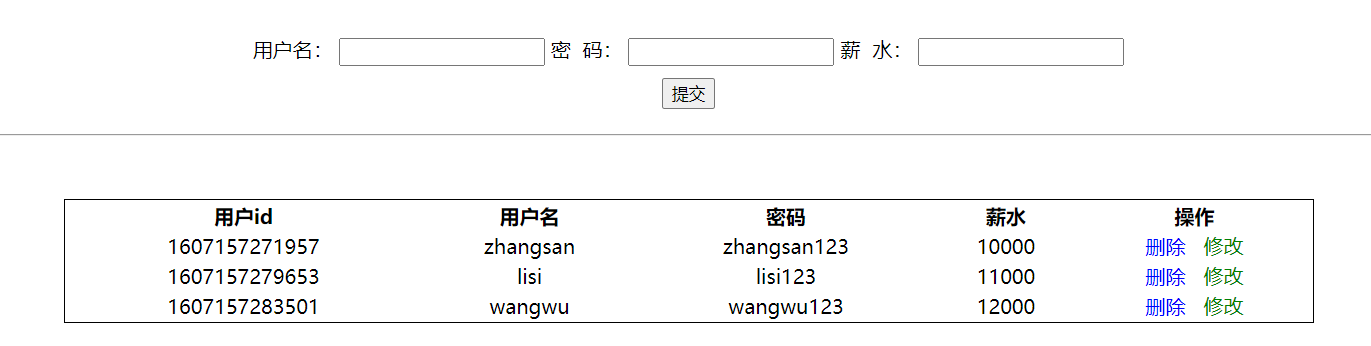 用户名： 密 码： 薪 水：
提交
用户id 用户名 密码 薪水 操作
1607157271957 zhangsan zhangsan123 10000 删除 修改
1607157279653 lisi lisi123 11000 删除 修改
1607157283501 wangwu wangwu123 12000 删除 修改